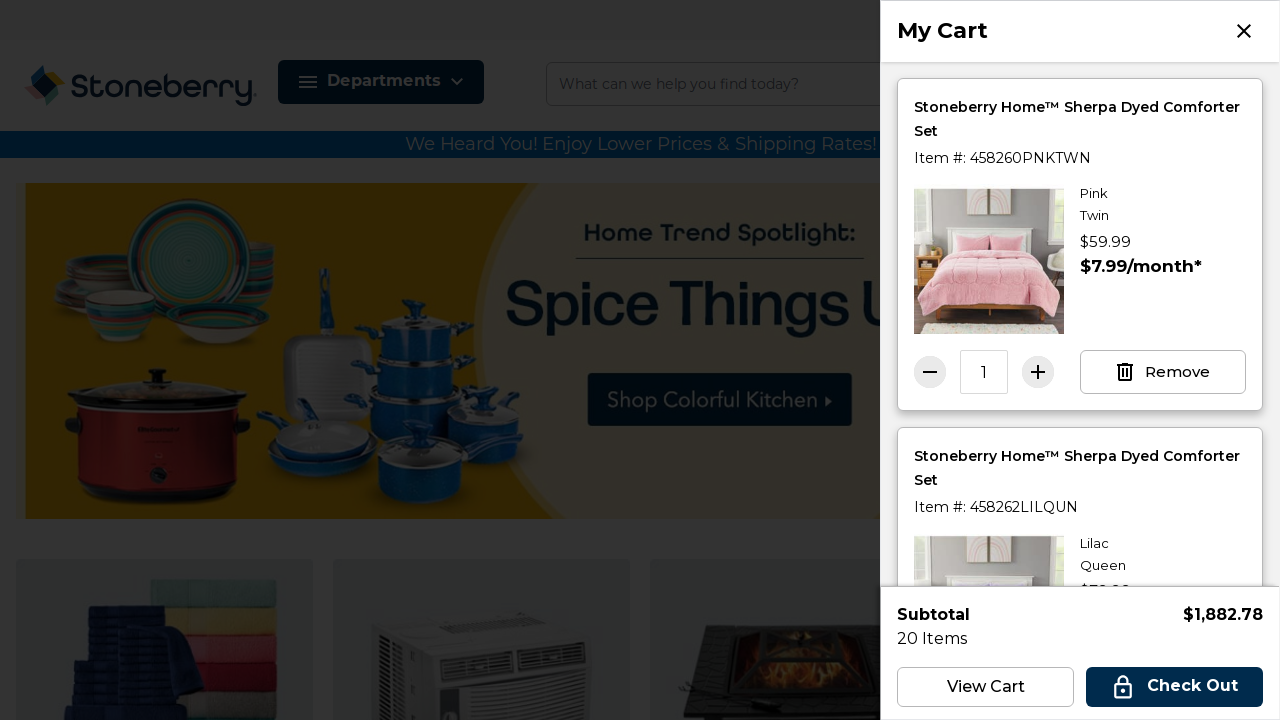 Stoneberry
Departments
What can we help you find today?
We Heard You! Enjoy Lower Prices & Shipping Rates!
Home Trend Spotlight:
Spice Things U
Shop Colorful Kitchen
My Cart
Stoneberry Home™ Sherpa Dyed Comforter
Set
Item #: 458260PNKTWN
Pink
Twin
$59.99
$7.99/month*
1
Remove
Stoneberry Home™ Sherpa Dyed Comforter
Set
Item #: 458262LILQUN
Lilac
Queen
Subtotal $1,882.78
20 Items
View Cart
Check Out